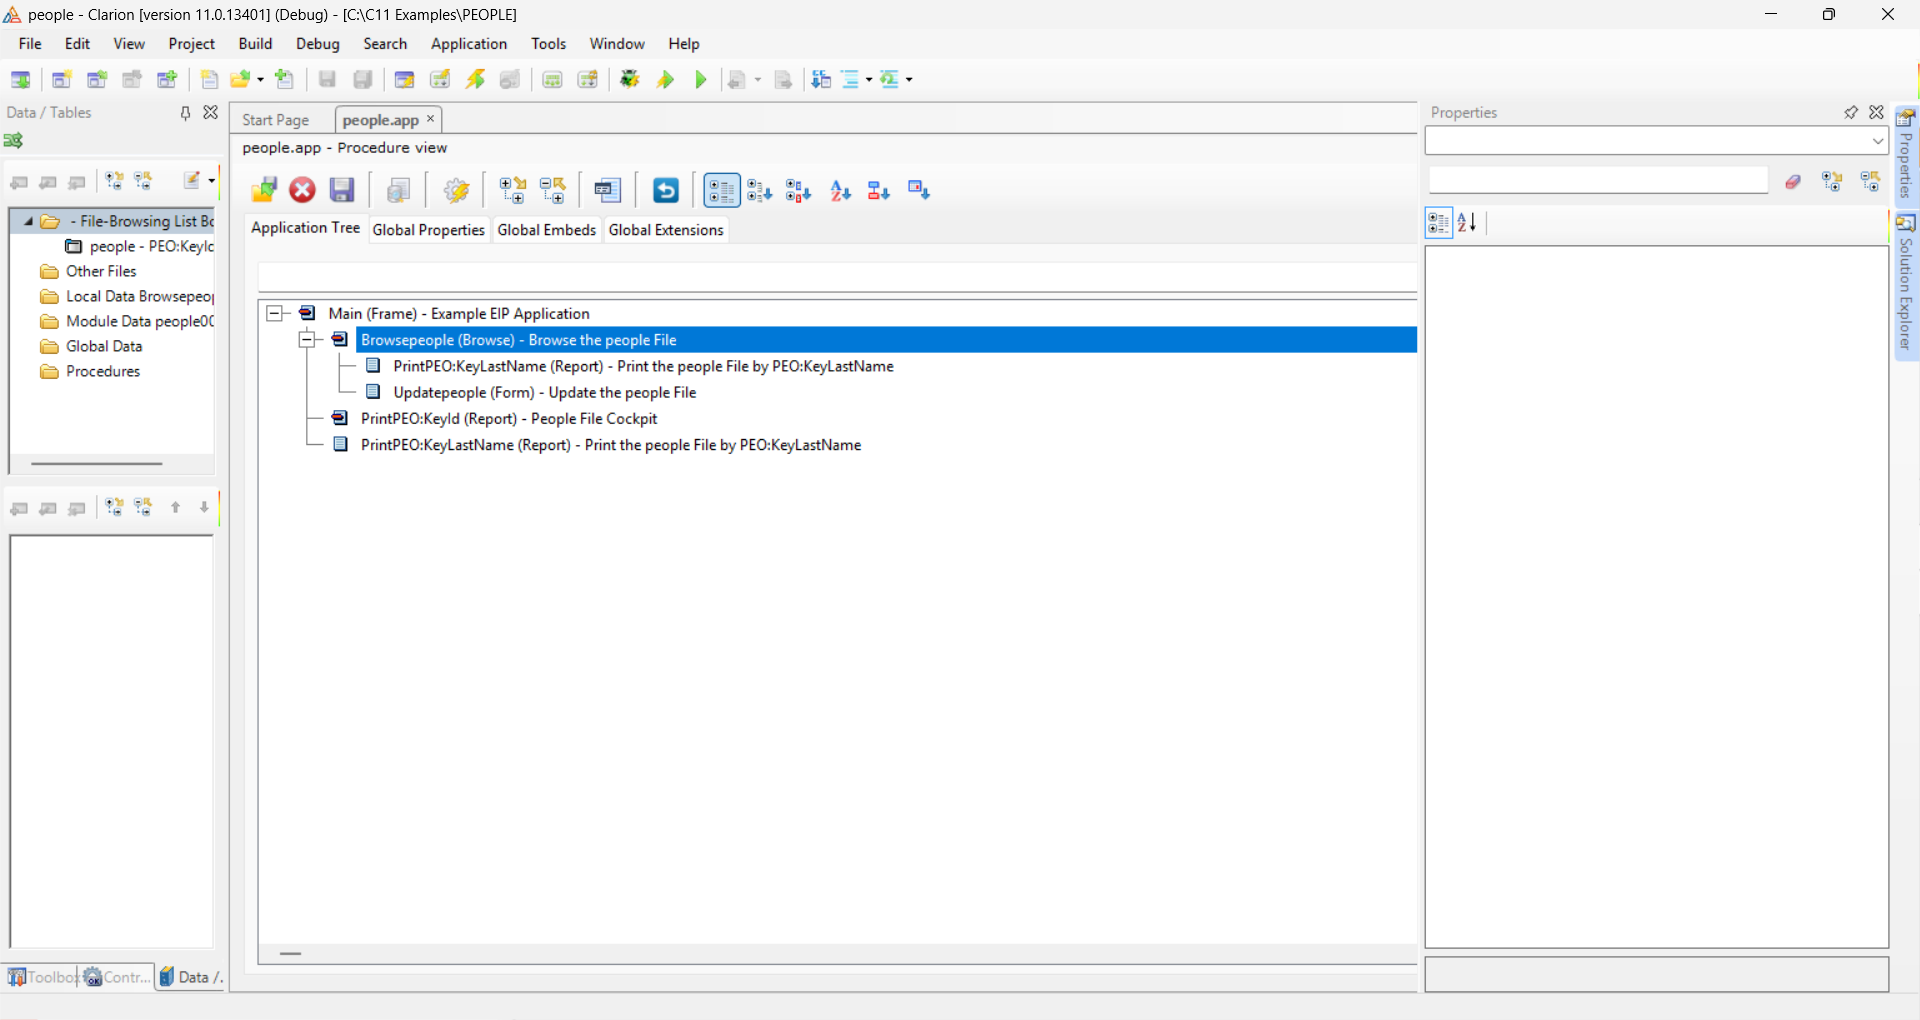 people - Clarion [version 11.0.13401] (Debug) - [C:\C11 Examples\PEOPLE]
File Edit View Project Build Debug Search Application Tools Window Help
Data / Tables
Start Page
people.app
Properties
people.app - Procedure view
Application Tree
Global Properties
Global Embeds
Global Extensions
- File-Browsing List Bo
people - PEO:KeyIc
Other Files
Local Data Browsepeop
Module Data people00
Global Data
Procedures
Main (Frame) - Example EIP Application
Browsepeople (Browse) - Browse the people File
PrintPEO:KeyLastName (Report) - Print the people File by PEO:KeyLastName
Updatepeople (Form) - Update the people File
PrintPEO:KeyId (Report) - People File Cockpit
PrintPEO:KeyLastName (Report) - Print the people File by PEO:KeyLastName
Properties
Solution Explorer
Toolbox
Contr...
Data /.